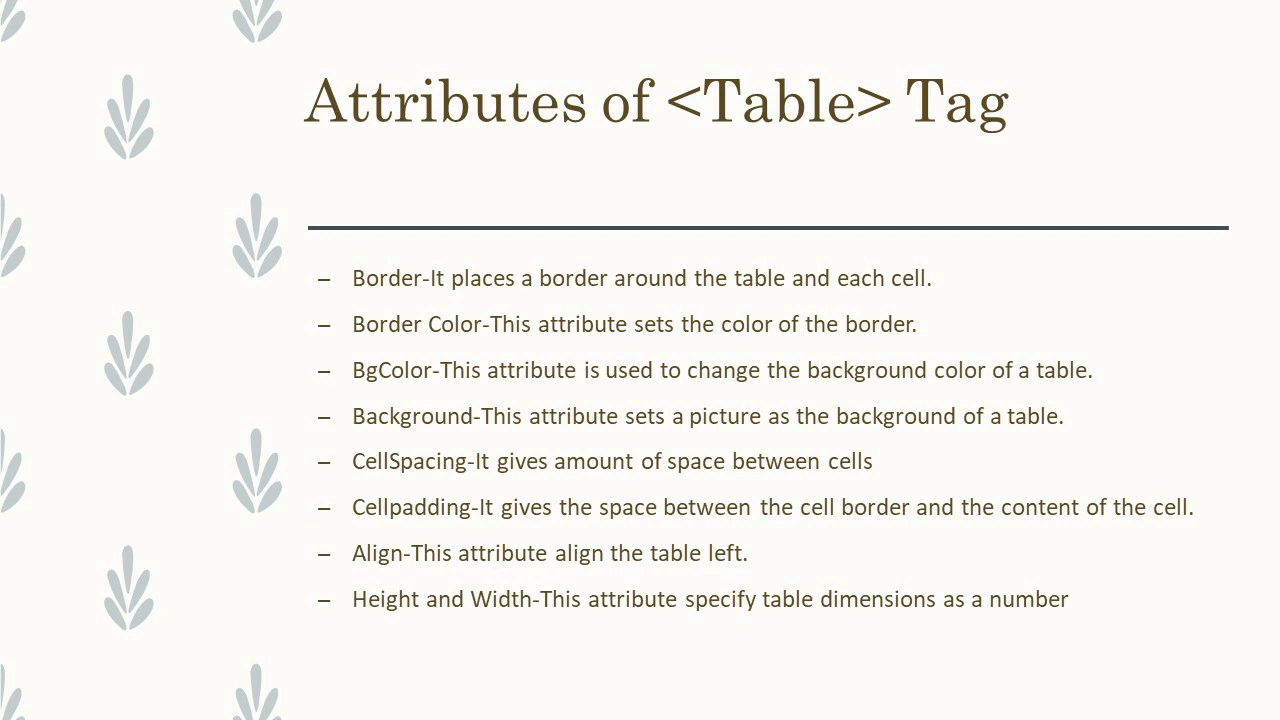 Attributes of <Table> Tag
– Border-It places a border around the table and each cell.
– Border Color-This attribute sets the color of the border.
– BgColor-This attribute is used to change the background color of a table.
– Background-This attribute sets a picture as the background of a table.
– CellSpacing-It gives amount of space between cells
– Cellpadding-It gives the space between the cell border and the content of the cell.
– Align-This attribute align the table left.
– Height and Width-This attribute specify table dimensions as a number